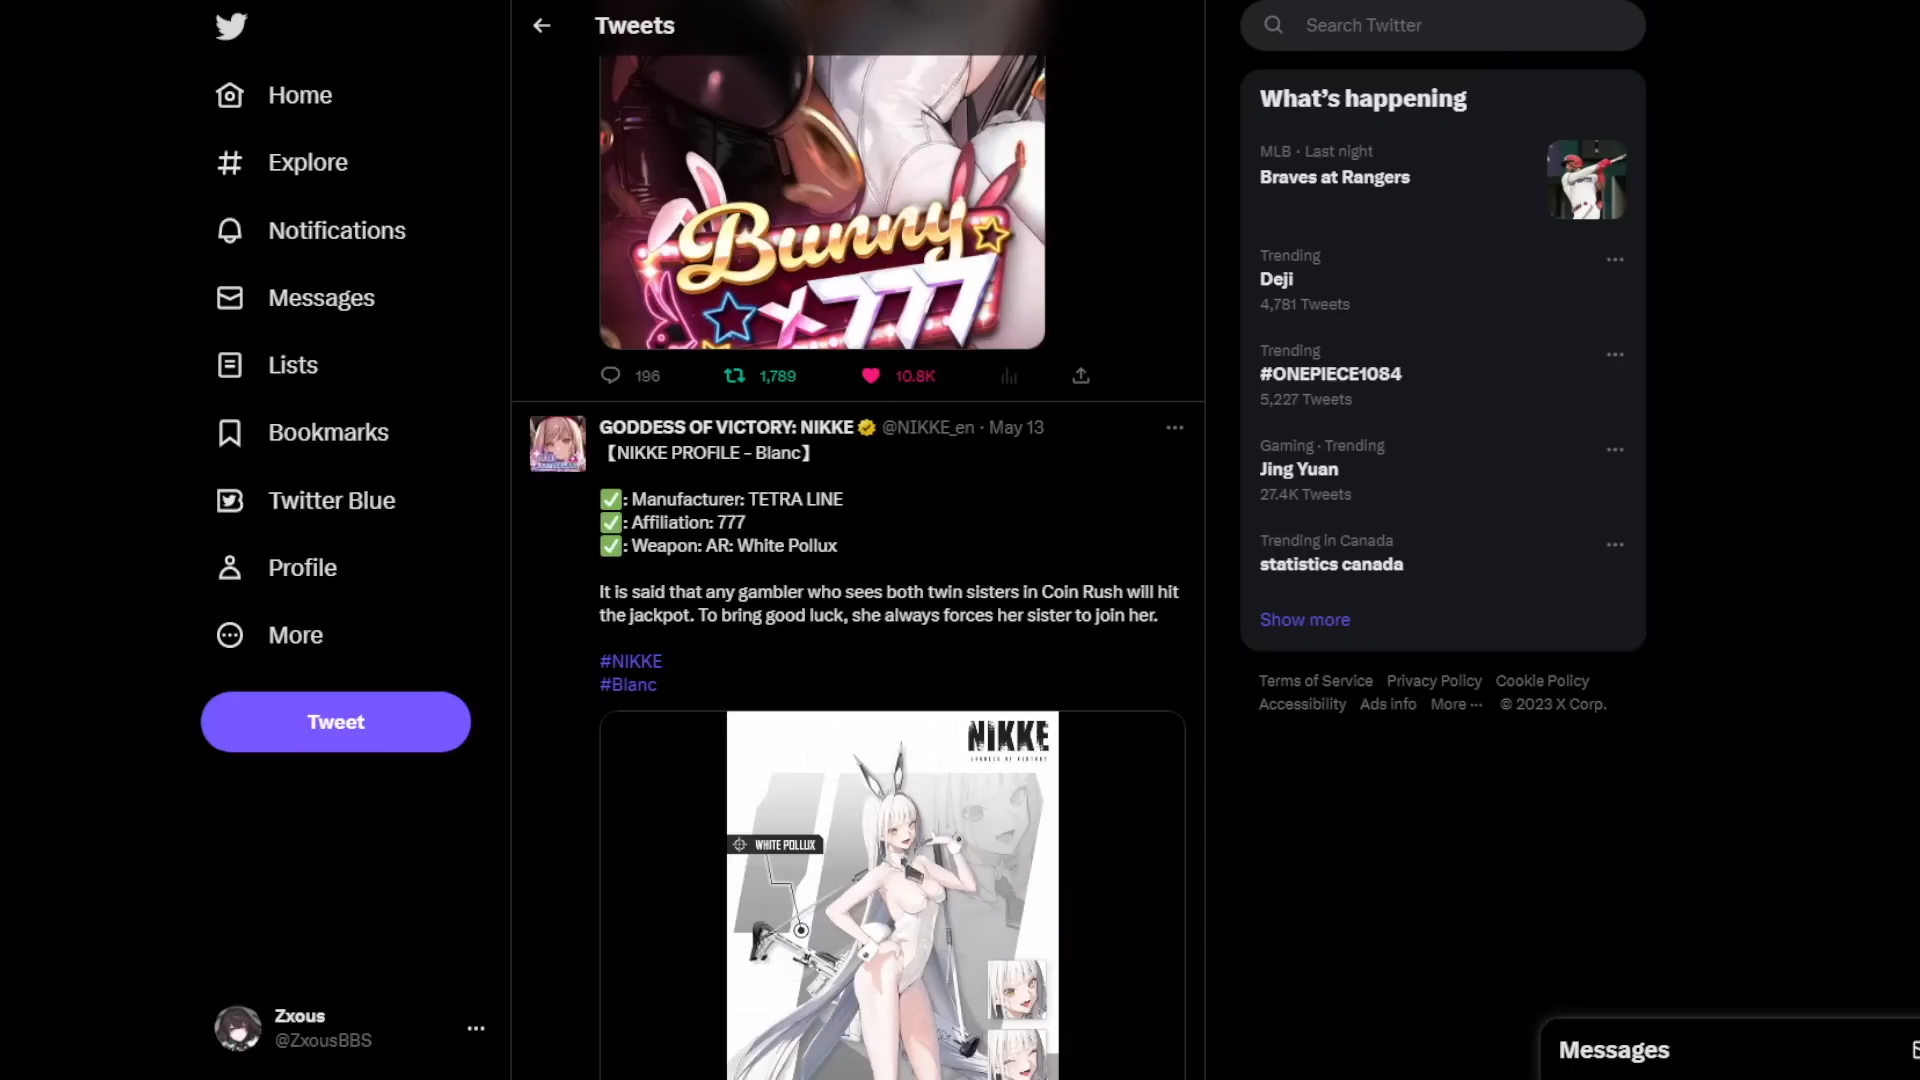 Home
Explore
Notifications
Messages
Lists
Bookmarks
Twitter Blue
Profile
More
Tweet
Zxous
@ZxousBBS
Tweets
Bunny
x777
196
1,789
10.8K
GODDESS OF VICTORY: NIKKE @NIKKE_en · May 13
【NIKKE PROFILE - Blanc】
✅: Manufacturer: TETRA LINE
✅: Affiliation: 777
✅: Weapon: AR: White Pollux
It is said that any gambler who sees both twin sisters in Coin Rush will hit
the jackpot. To bring good luck, she always forces her sister to join her.
#NIKKE
#Blanc
NIKKE
WHITE POLLUX
Search Twitter
What's happening
MLB · Last night
Braves at Rangers
Trending
Deji
4,781 Tweets
Trending
#ONEPIECE1084
5,227 Tweets
Gaming · Trending
Jing Yuan
27.4K Tweets
Trending in Canada
statistics canada
Show more
Terms of Service Privacy Policy Cookie Policy
Accessibility Ads info More ··· © 2023 X Corp.
Messages